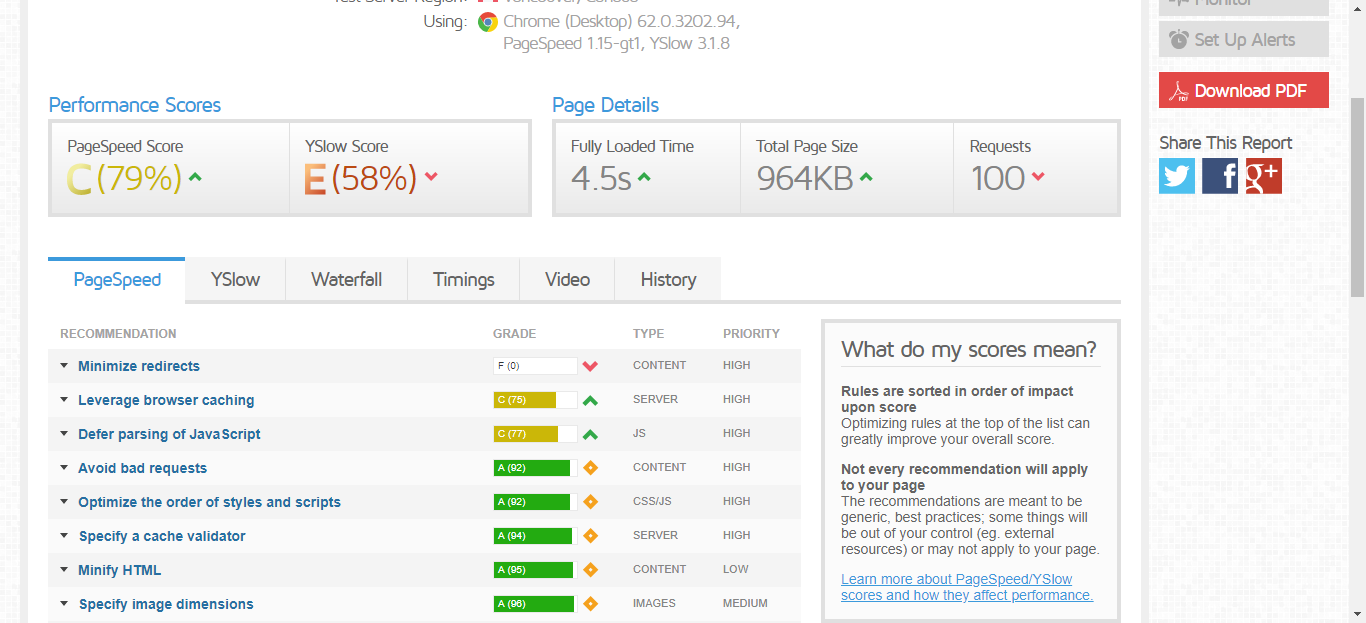 Using:
Chrome (Desktop) 62.0.3202.94,
PageSpeed 1.15-gt1, YSlow 3.1.8
Monitor
Set Up Alerts
Download PDF
Share This Report
Performance Scores
Page Details
PageSpeed Score
C(79%)
YSlow Score
E(58%)
Fully Loaded Time
4.5s
Total Page Size
964KB
Requests
100
PageSpeed
YSlow
Waterfall
Timings
Video
History
RECOMMENDATION GRADE TYPE PRIORITY
Minimize redirects F (0) CONTENT HIGH
Leverage browser caching C (75) SERVER HIGH
Defer parsing of JavaScript C (77) JS HIGH
Avoid bad requests A (92) CONTENT HIGH
Optimize the order of styles and scripts A (92) CSS/JS HIGH
Specify a cache validator A (94) SERVER HIGH
Minify HTML A (95) CONTENT LOW
Specify image dimensions A (96) IMAGES MEDIUM
What do my scores mean?
Rules are sorted in order of impact
upon score
Optimizing rules at the top of the list can
greatly improve your overall score.
Not every recommendation will apply
to your page
The recommendations are meant to be
generic, best practices; some things will
be out of your control (eg. external
resources) or may not apply to your page.
Learn more about PageSpeed/YSlow
scores and how they affect performance.